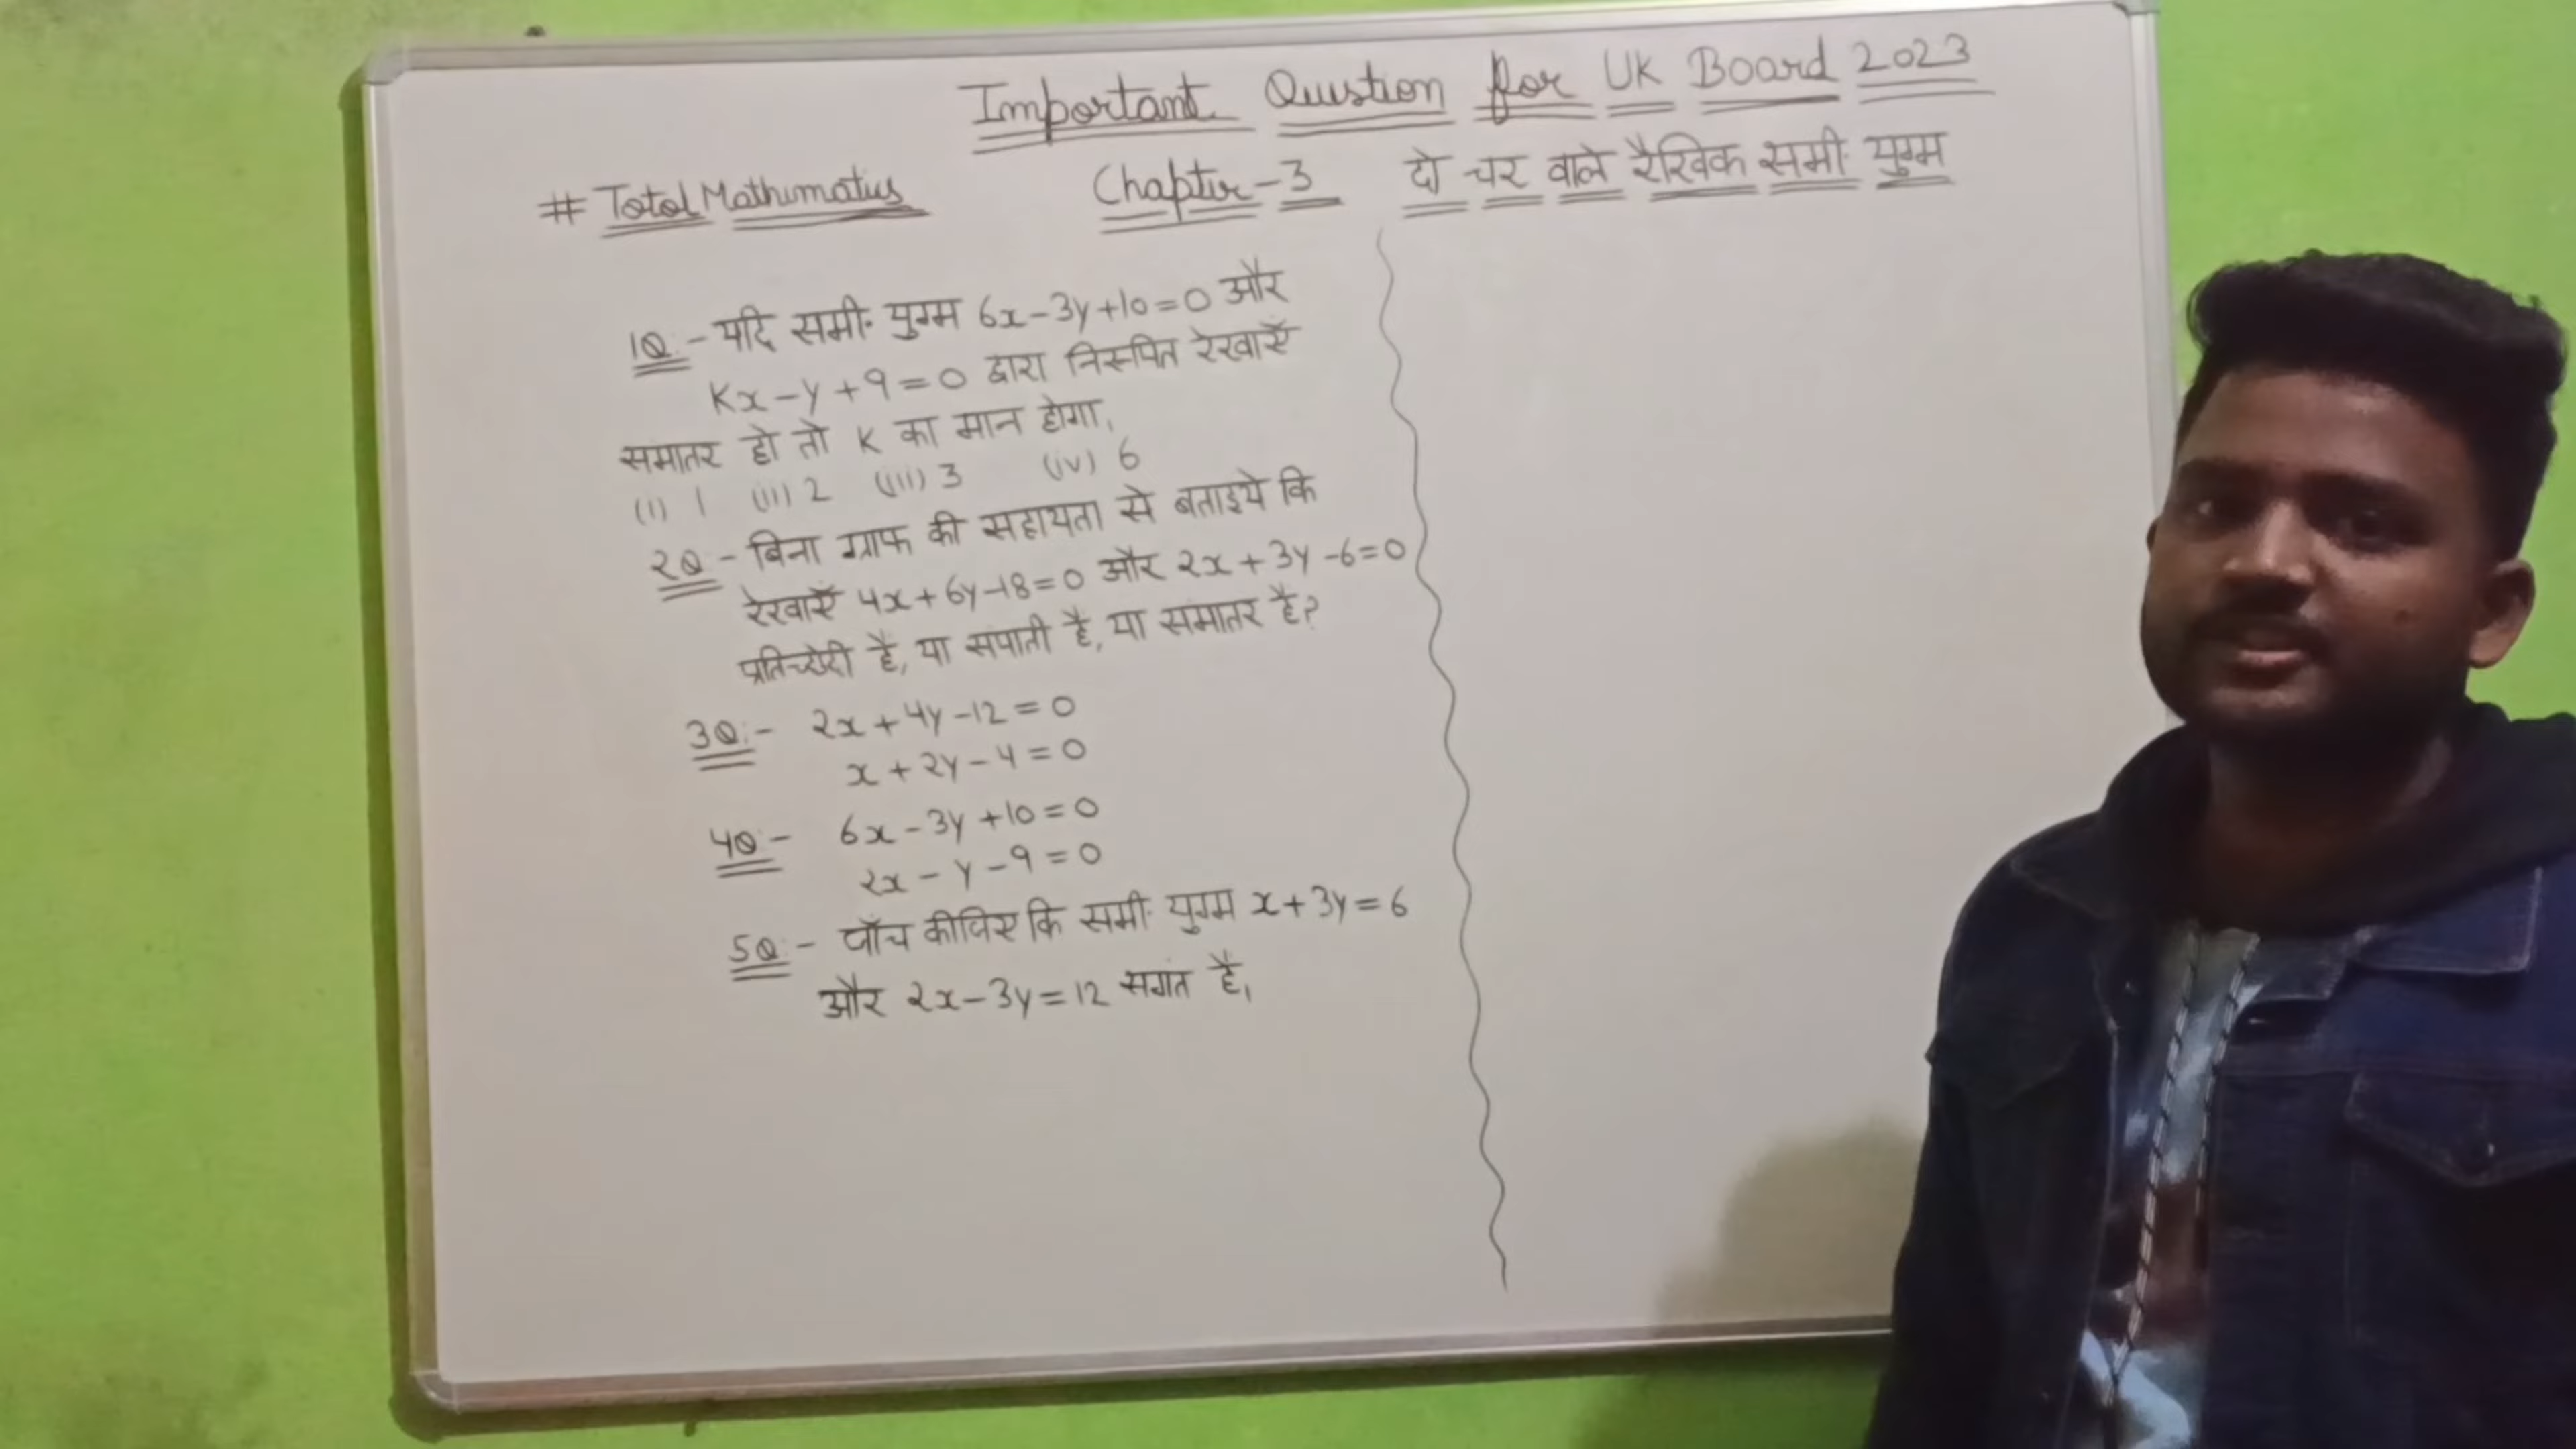 Important Question for UK Board 2023
# Total Mathematics Chapter-3 दो चर वाले रैखिक समी. युग्म
1Q:- यदि समी. युग्म 6x-3y+10=0 और
Kx-y+9=0 द्वारा निरूपित रेखाएँ
समातर हो तो K का मान होगा,
(i) 1 (ii) 2 (iii) 3 (iv) 6
2Q - बिना ग्राफ की सहायता से बताइये कि
रेखाएँ 4x+6y-18=0 और 2x+3y-6=0
प्रतिच्छेदी है, या संपाती है, या समातर है?
3Q:- 2x+4y-12=0
x+2y-4=0
4Q:- 6x-3y+10=0
2x-y-9=0
5Q:- जाँच कीजिए कि समी. युग्म x+3y=6
और 2x-3y=12 सगंत है,